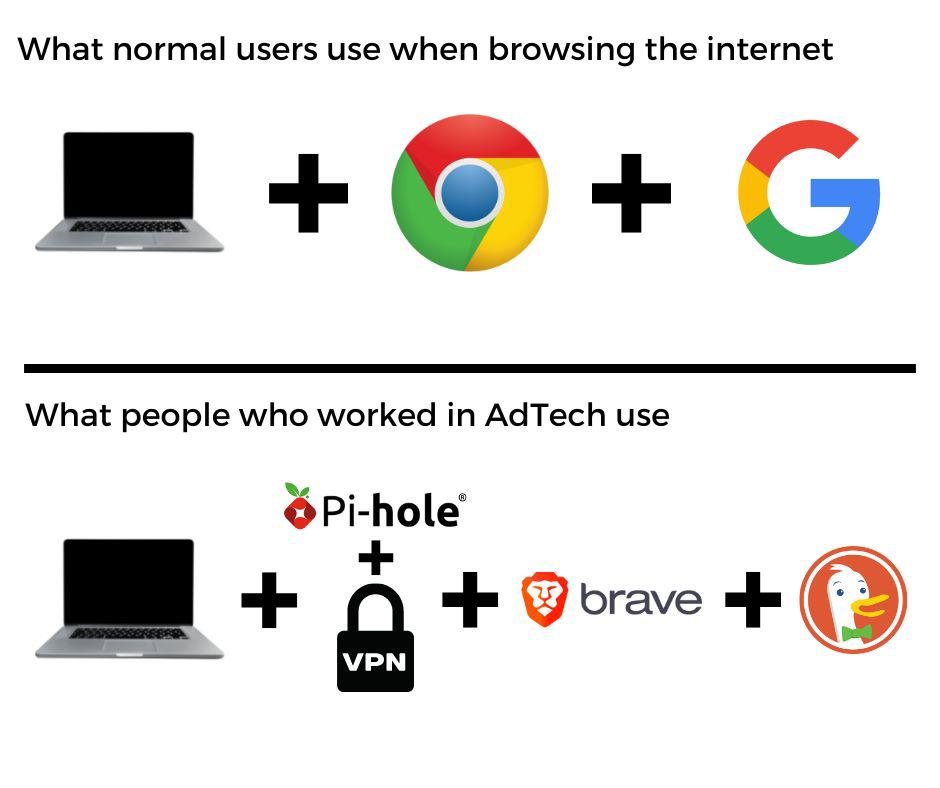 What normal users use when browsing the internet
What people who worked in AdTech use
Pi-hole®
VPN
brave